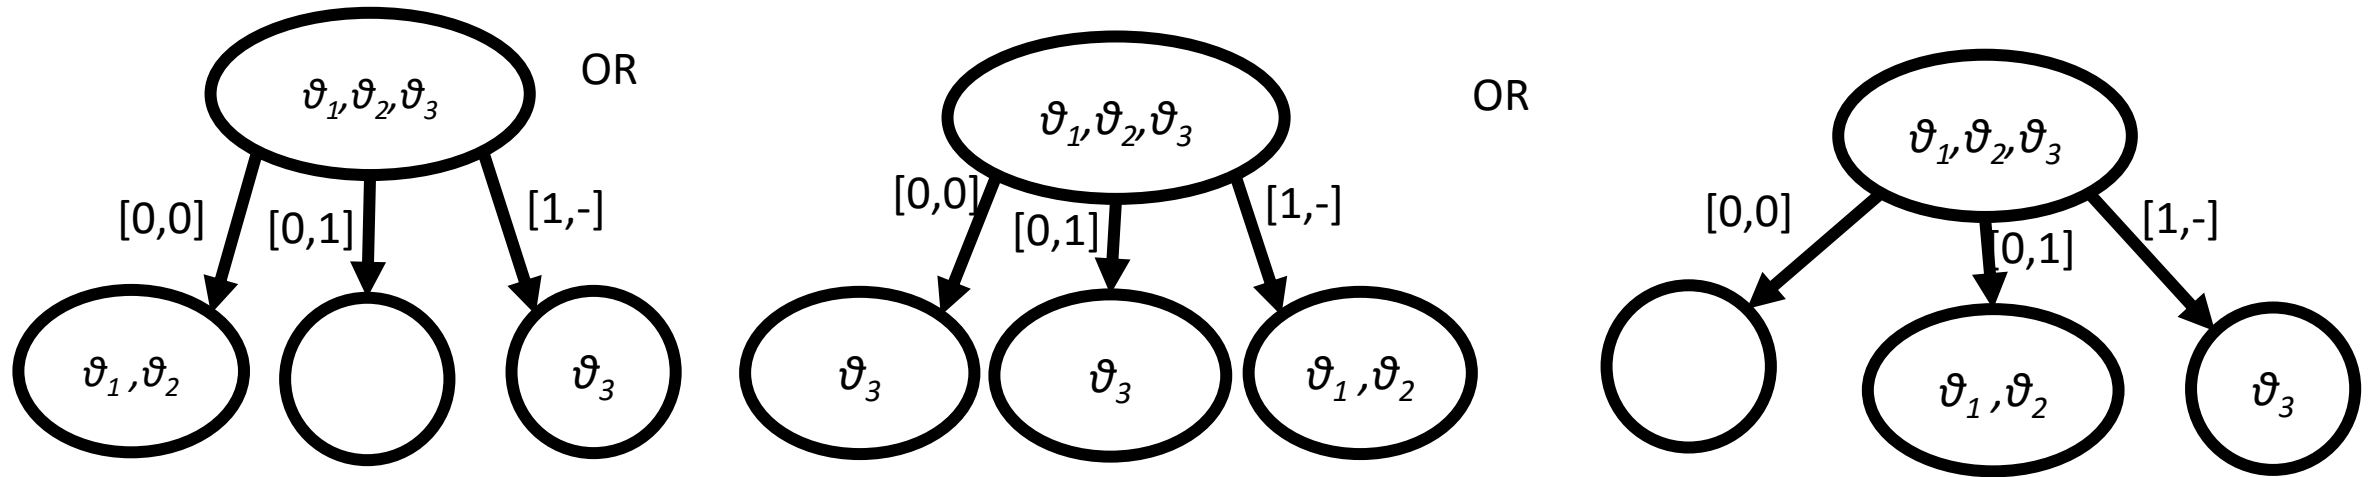 ϑ1,ϑ2,ϑ3
OR
[0,0]
[0,1]
[1,-]
ϑ1 ,ϑ2
ϑ3
ϑ1,ϑ2,ϑ3
OR
[0,0]
[0,1]
[1,-]
ϑ3
ϑ3
ϑ1 ,ϑ2
ϑ1,ϑ2,ϑ3
[0,0]
[0,1]
[1,-]
ϑ1 ,ϑ2
ϑ3